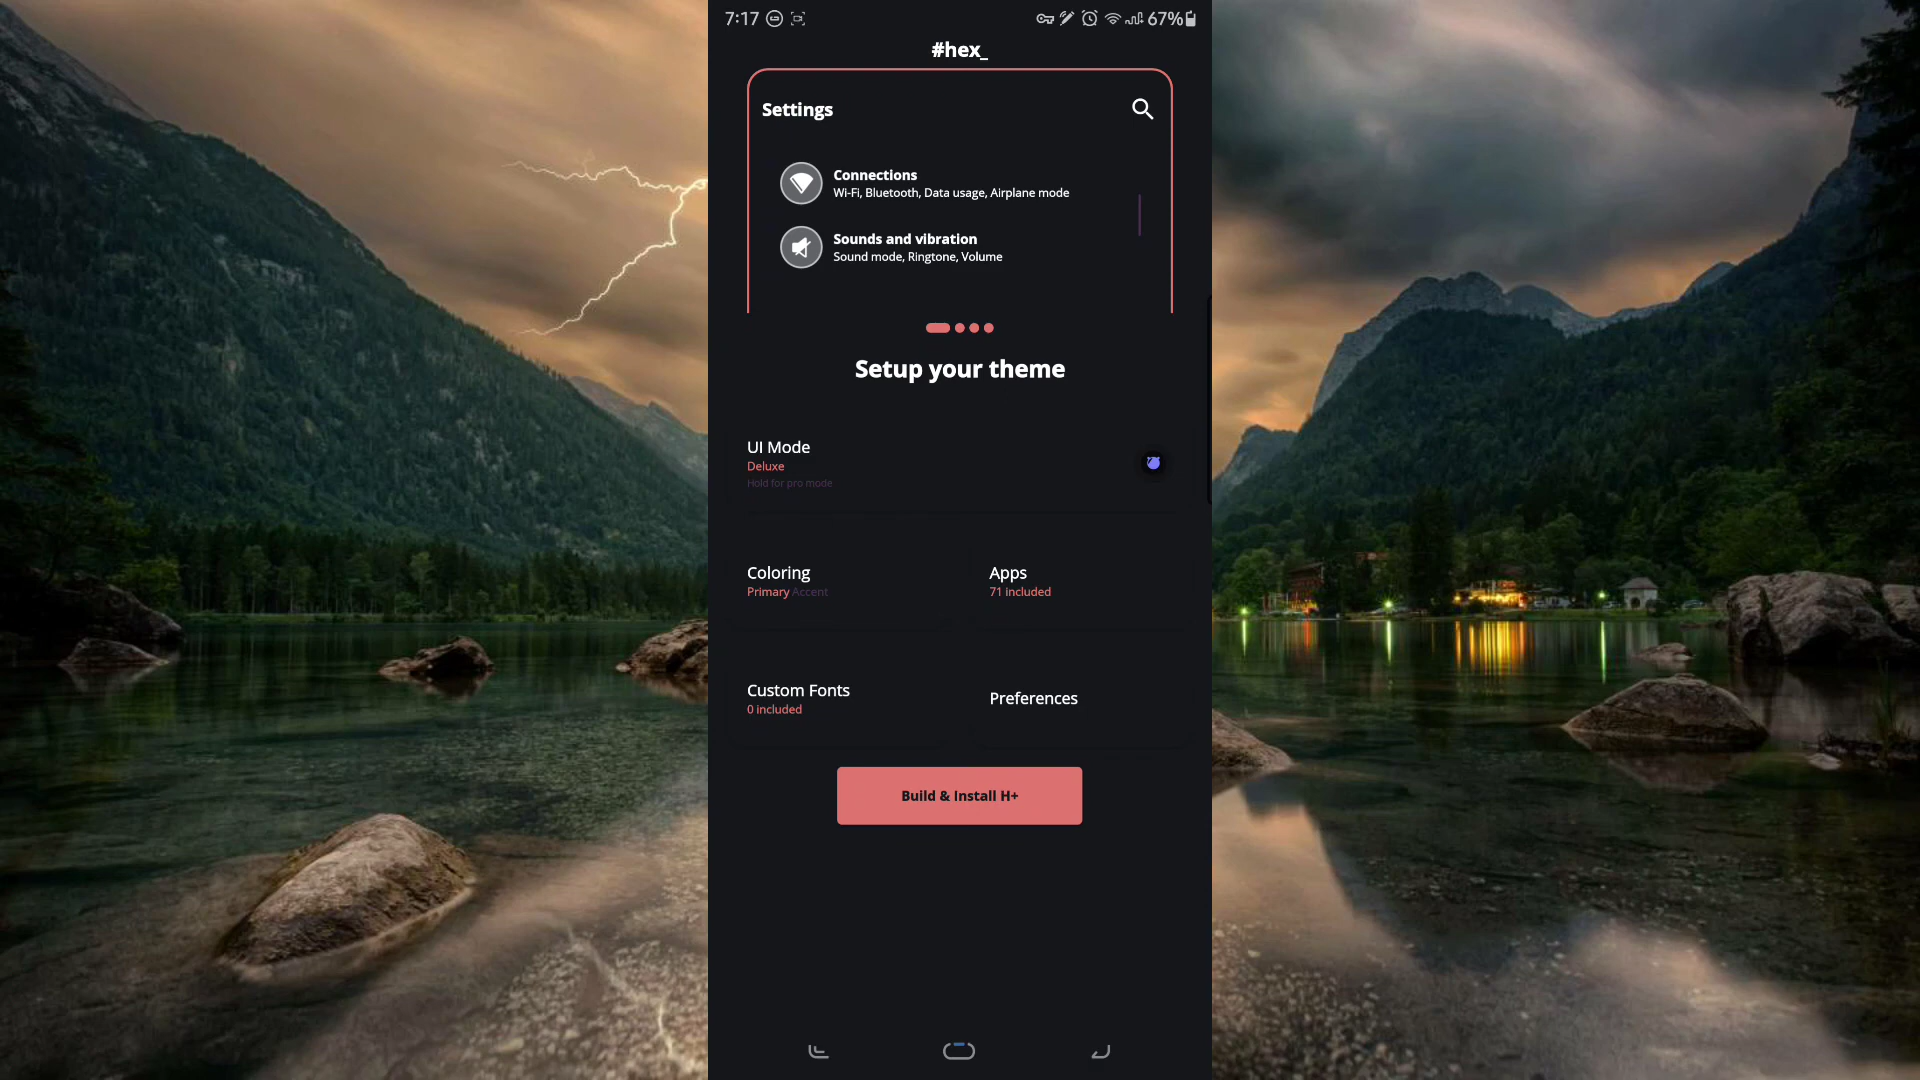 7:17 67%
#hex_
Settings
Connections
Wi-Fi, Bluetooth, Data usage, Airplane mode
Sounds and vibration
Sound mode, Ringtone, Volume
Setup your theme
UI Mode
Deluxe
Hold for pro mode
Coloring
Primary Accent
Apps
71 included
Custom Fonts
0 included
Preferences
Build & Install H+